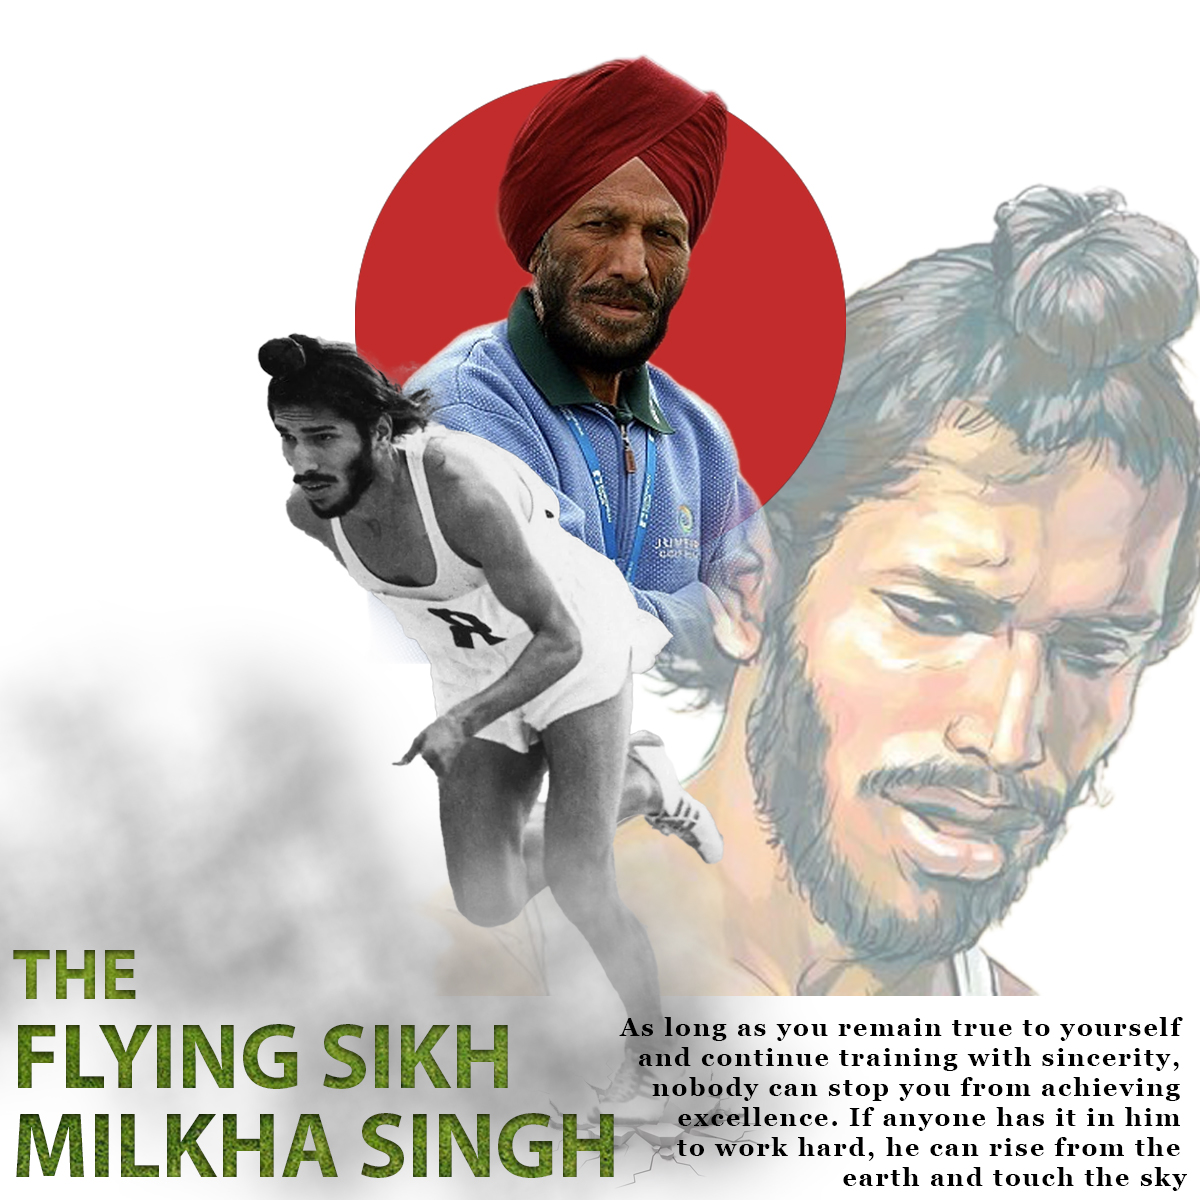 THE
FLYING SIKH
MILKHA SINGH
As long as you remain true to yourself
and continue training with sincerity,
nobody can stop you from achieving
excellence. If anyone has it in him
to work hard, he can rise from the
earth and touch the sky